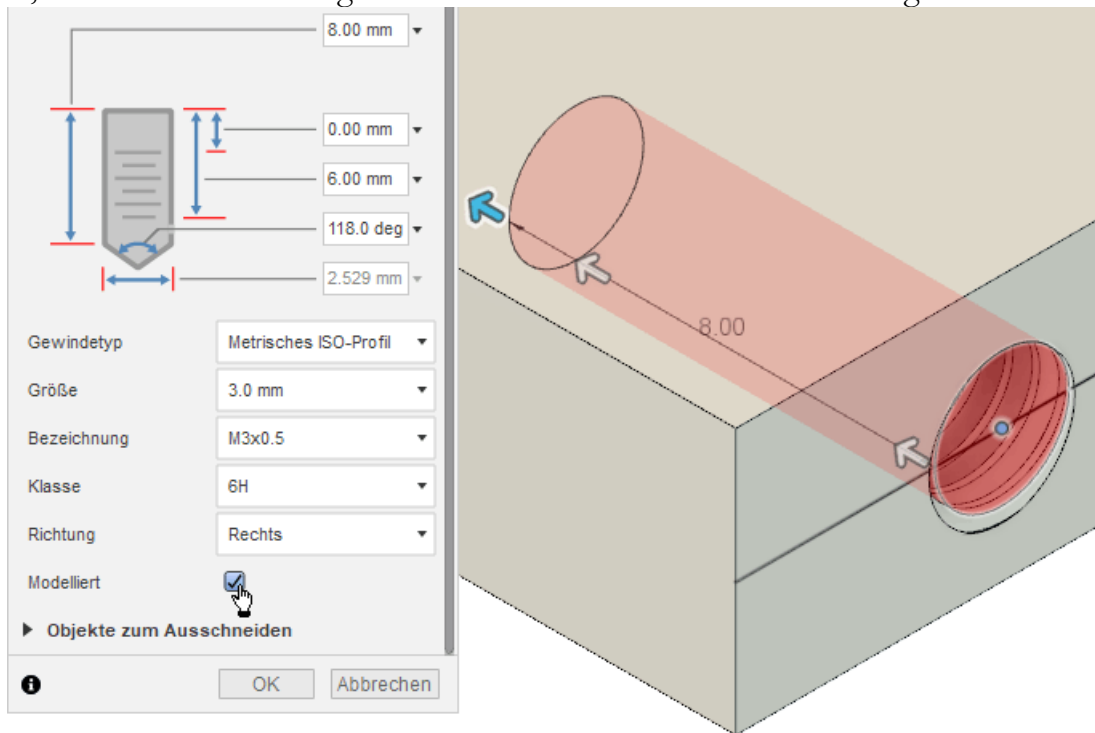 8.00 mm
0.00 mm
6.00 mm
118.0 deg
2.529 mm
8.00
Gewindetyp Metrisches ISO-Profil
Größe 3.0 mm
Bezeichnung M3x0.5
Klasse 6H
Richtung Rechts
Modelliert
Objekte zum Ausschneiden
OK Abbrechen